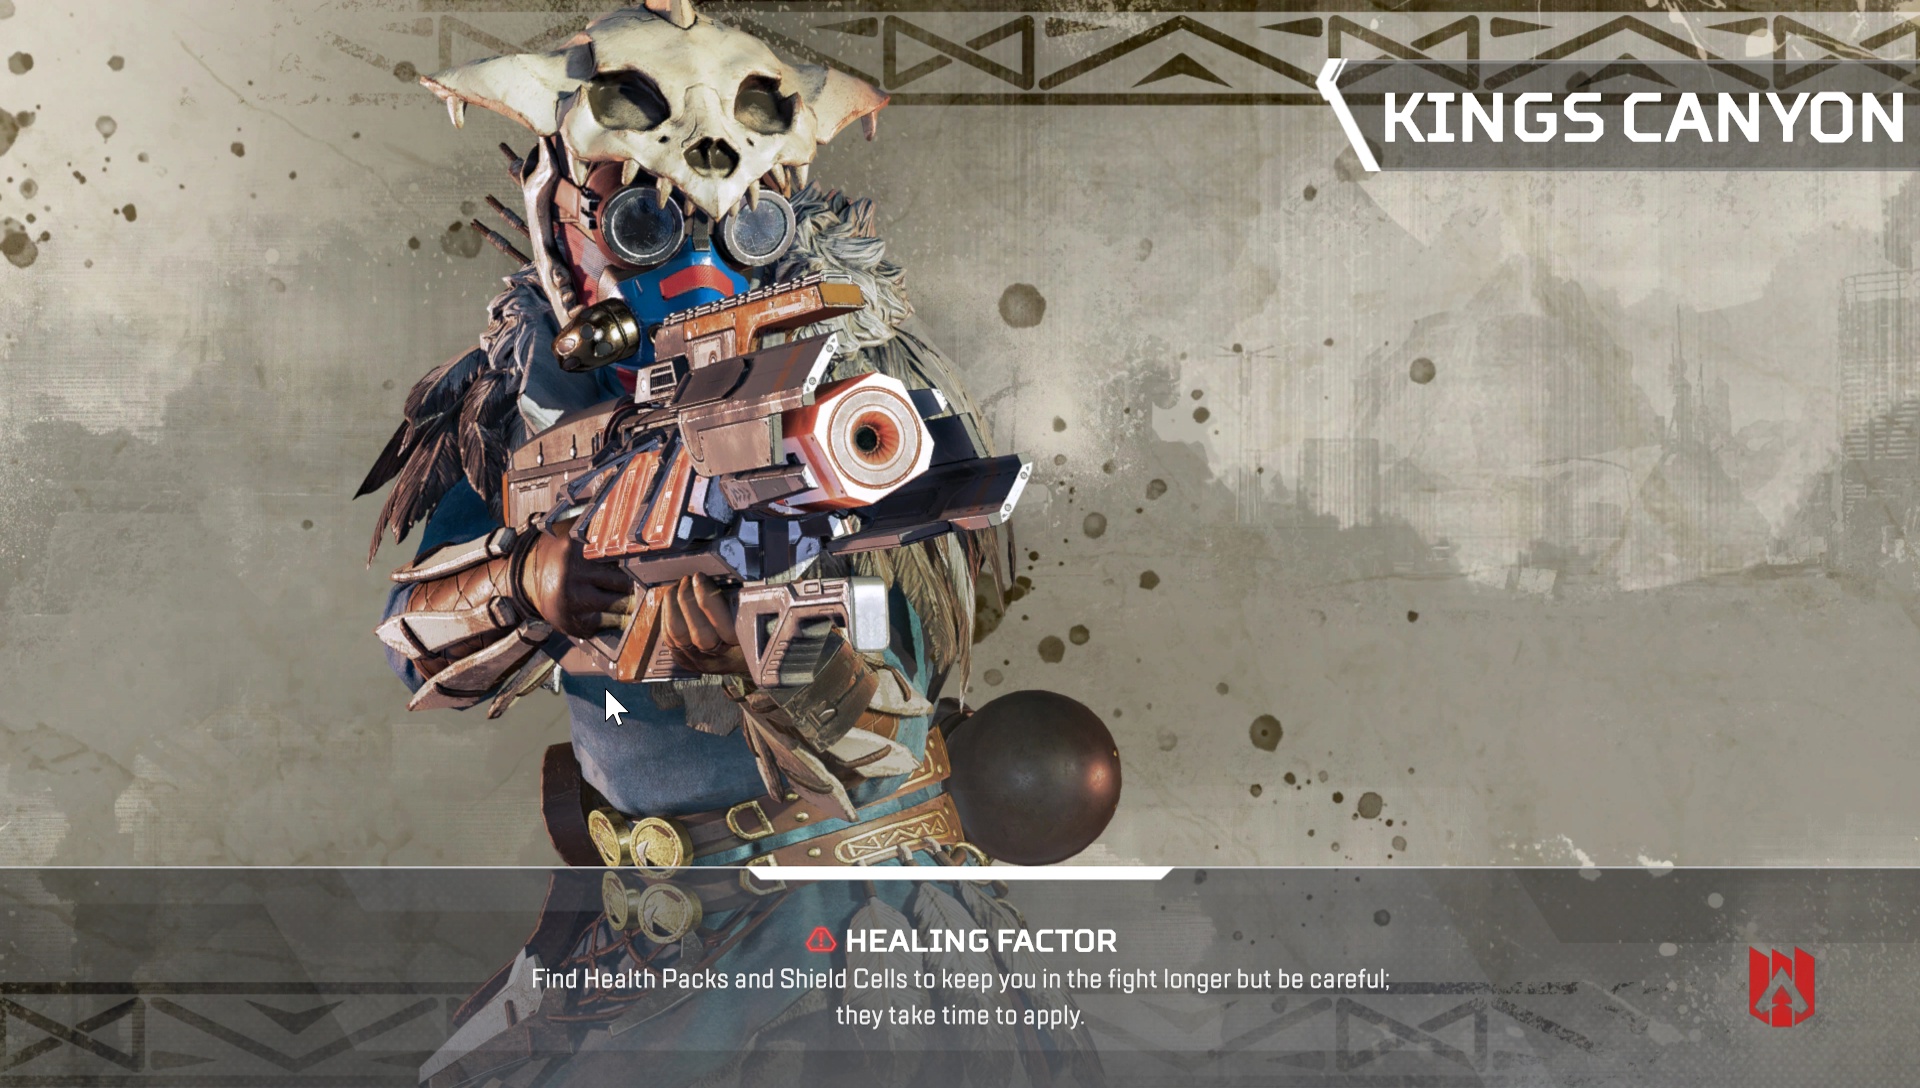 KINGS CANYON
HEALING FACTOR
Find Health Packs and Shield Cells to keep you in the fight longer but be careful;
they take time to apply.